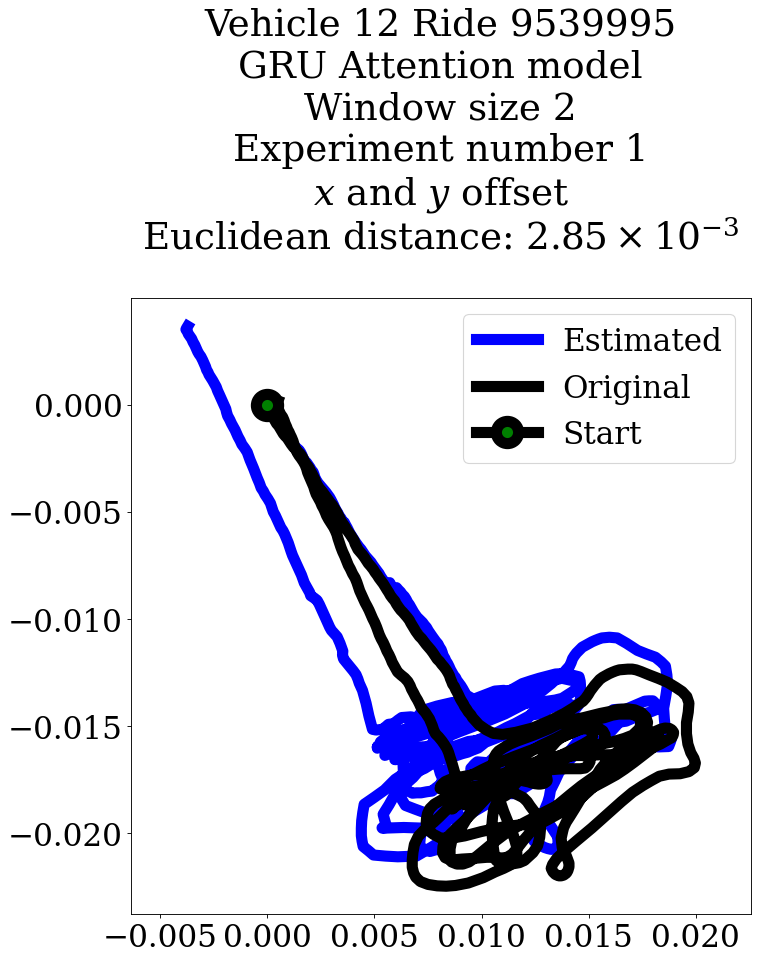 Vehicle 12 Ride 9539995
GRU Attention model
Window size 2
Experiment number 1
x and y offset
Euclidean distance: 2.85 × 10⁻³
Estimated
Original
Start
0.000
−0.005
−0.010
−0.015
−0.020
−0.005 0.000 0.005 0.010 0.015 0.020